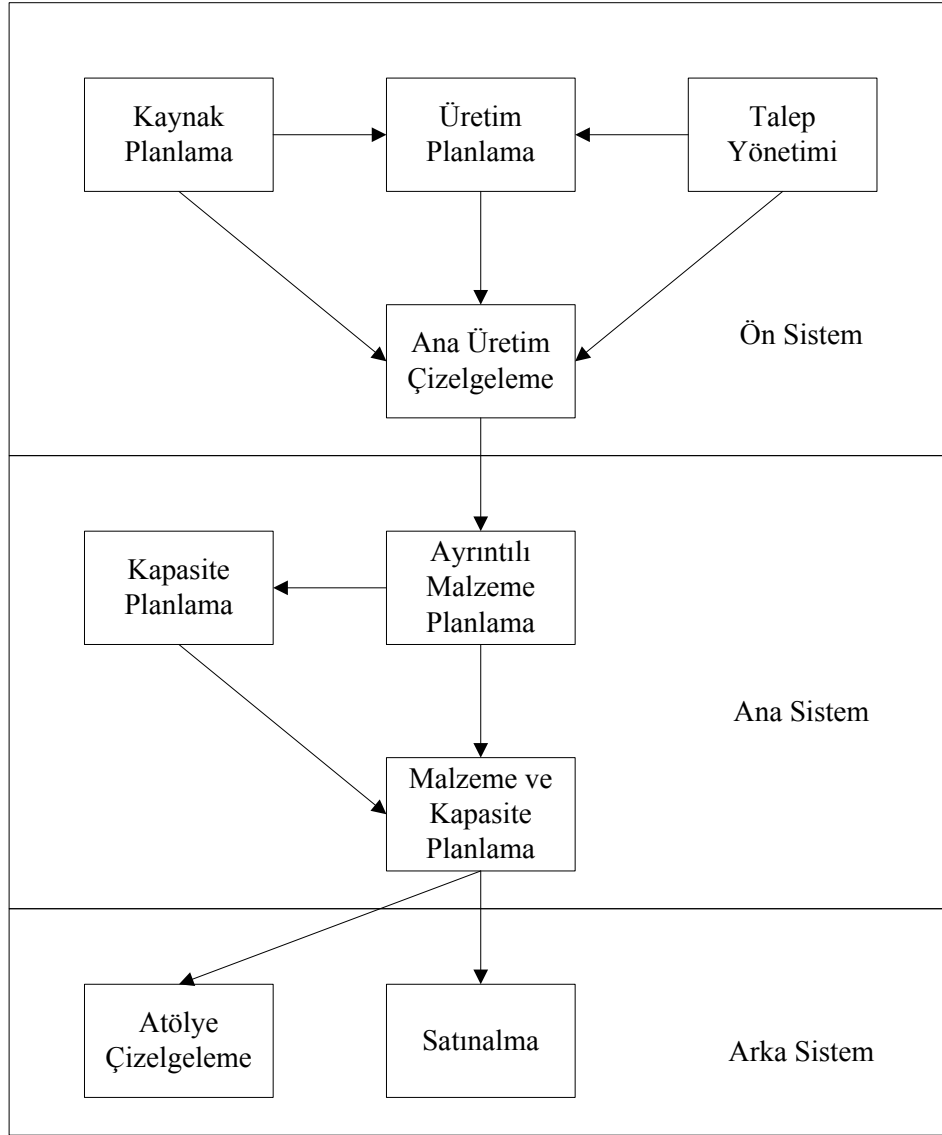 Kaynak
Planlama
Üretim
Planlama
Talep
Yönetimi
Ana Üretim
Çizelgeleme
Ön Sistem
Kapasite
Planlama
Ayrıntılı
Malzeme
Planlama
Ana Sistem
Malzeme ve
Kapasite
Planlama
Atölye
Çizelgeleme
Satınalma
Arka Sistem